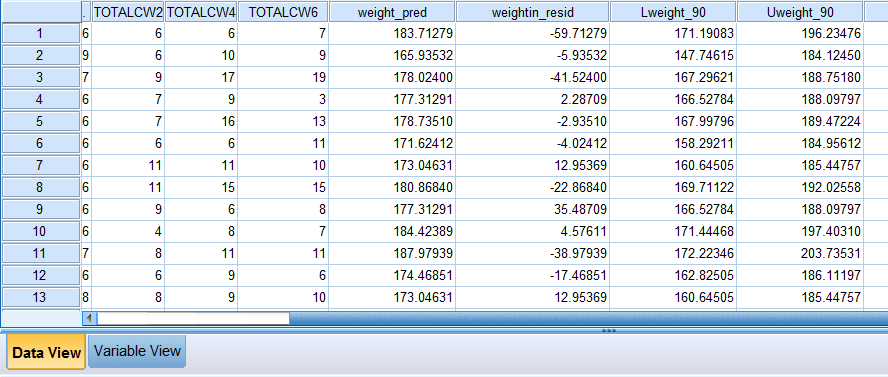 . TOTALCW2 TOTALCW4 TOTALCW6 weight_pred weightin_resid Lweight_90 Uweight_90
1 6 6 6 7 183.71279 -59.71279 171.19083 196.23476
2 9 6 10 9 165.93532 -5.93532 147.74615 184.12450
3 7 9 17 19 178.02400 -41.52400 167.29621 188.75180
4 6 7 9 3 177.31291 2.28709 166.52784 188.09797
5 6 7 16 13 178.73510 -2.93510 167.99796 189.47224
6 6 6 6 11 171.62412 -4.02412 158.29211 184.95612
7 6 11 11 10 173.04631 12.95369 160.64505 185.44757
8 6 11 15 15 180.86840 -22.86840 169.71122 192.02558
9 6 9 6 8 177.31291 35.48709 166.52784 188.09797
10 6 4 8 7 184.42389 4.57611 171.44468 197.40310
11 7 8 11 11 187.97939 -38.97939 172.22346 203.73531
12 6 6 9 6 174.46851 -17.46851 162.82505 186.11197
13 8 8 9 10 173.04631 12.95369 160.64505 185.44757
Data View Variable View